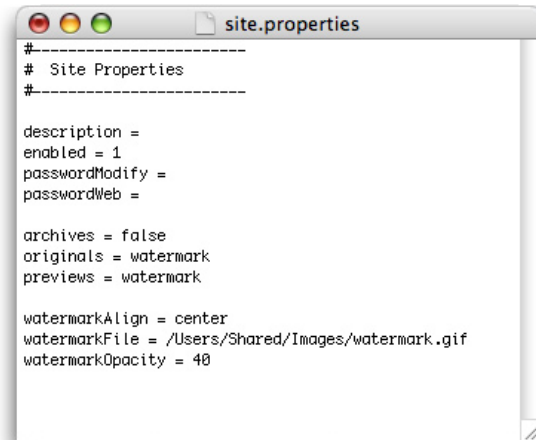 site.properties
#------------------------
#  Site Properties
#------------------------
description =
enabled = 1
passwordModify =
passwordWeb =
archives = false
originals = watermark
previews = watermark
watermarkAlign = center
watermarkFile = /Users/Shared/Images/watermark.gif
watermarkOpacity = 40